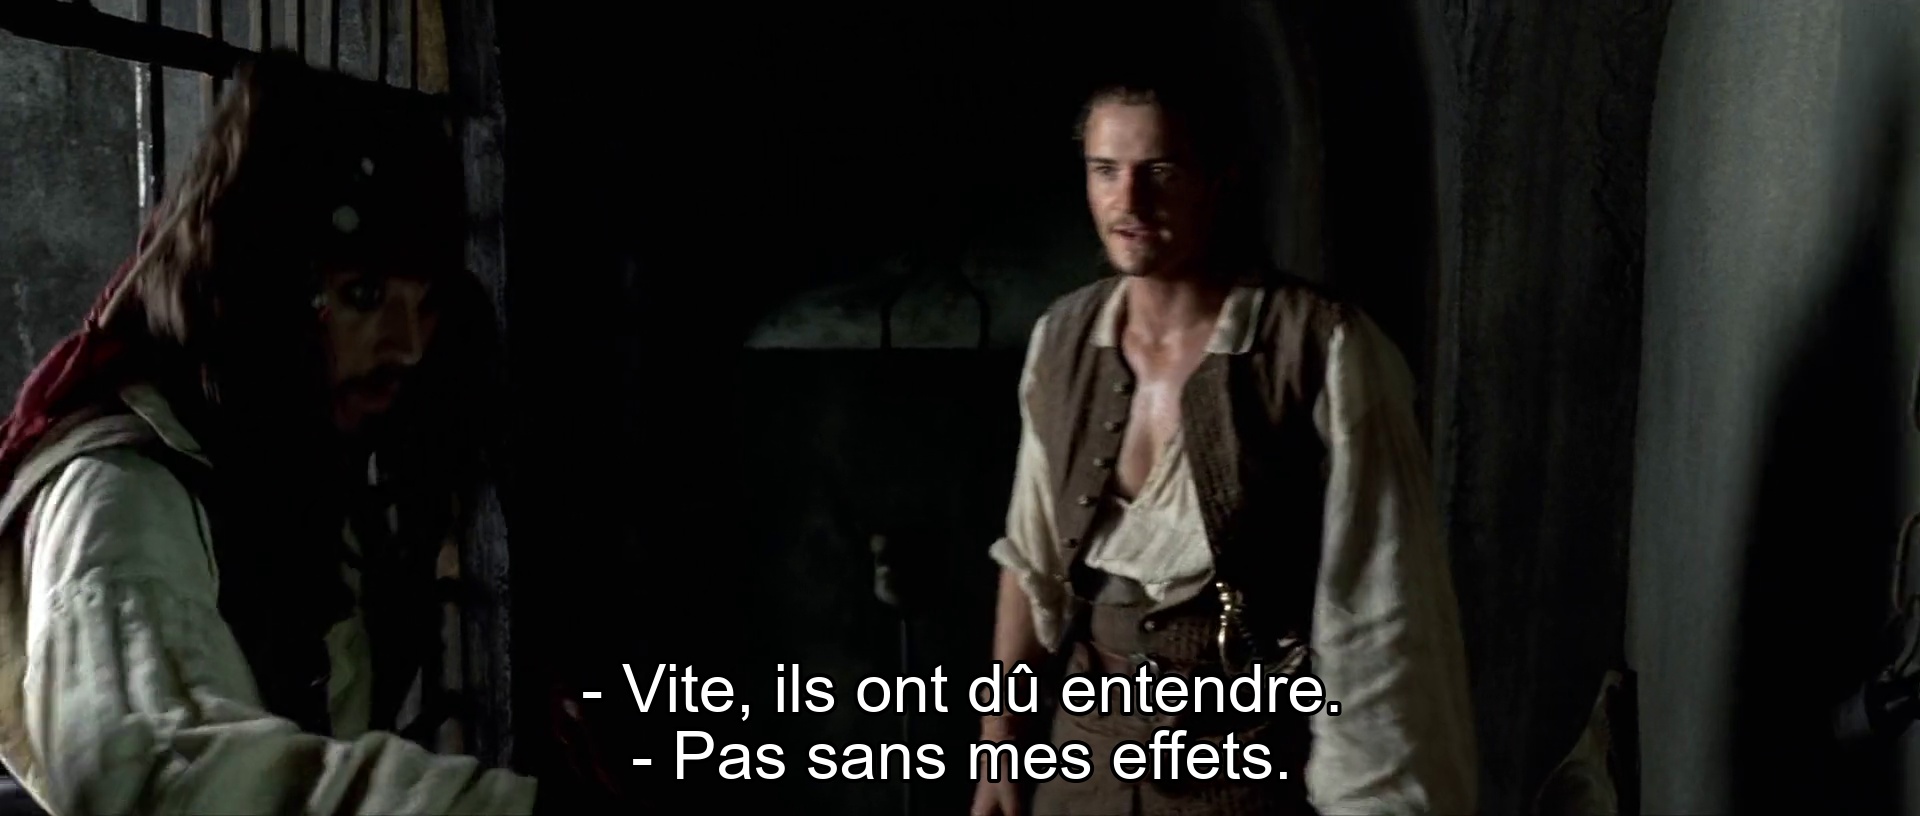 - Vite, ils ont dû entendre.
- Pas sans mes effets.